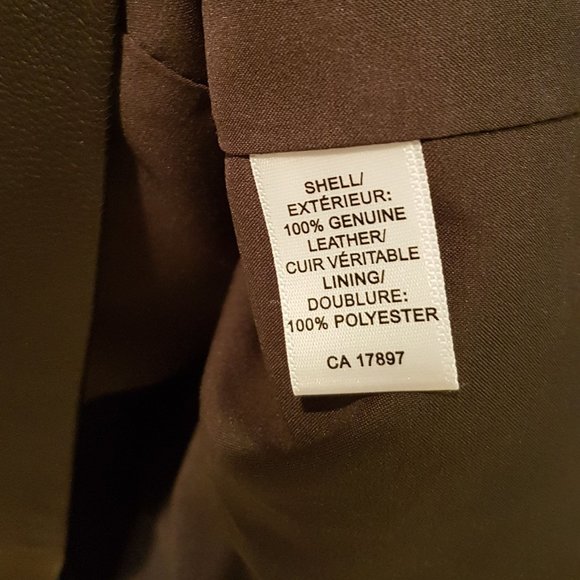 SHELL/
EXTÉRIEUR:
100% GENUINE
LEATHER/
CUIR VÉRITABLE
LINING/
DOUBLURE:
100% POLYESTER
CA 17897